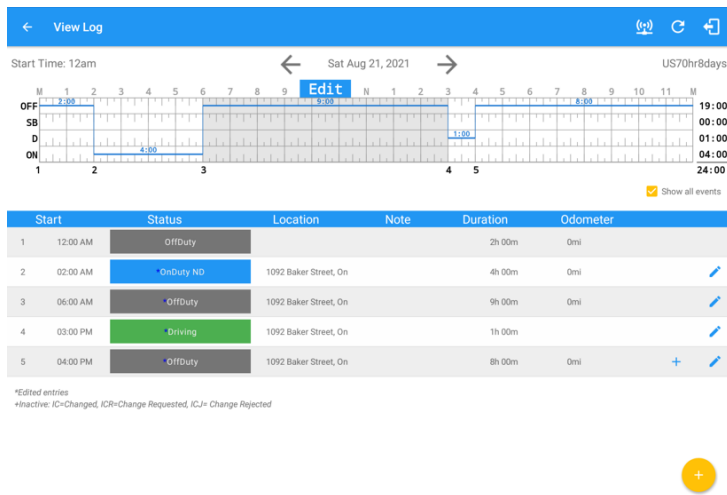 View Log
Start Time: 12am
Sat Aug 21, 2021
US70hr8days
Edit
M 1 2 3 4 5 6 7 8 9 N 1 2 3 4 5 6 7 8 9 10 11 M
OFF 2:00 9:00 8:00 19:00
SB 00:00
D 1:00 01:00
ON 4:00 04:00
1 2 3 4 5 24:00
Show all events
Start Status Location Note Duration Odometer
1 12:00 AM OffDuty 2h 00m 0mi
2 02:00 AM *OnDuty ND 1092 Baker Street, On 4h 00m 0mi
3 06:00 AM *OffDuty 1092 Baker Street, On 9h 00m 0mi
4 03:00 PM *Driving 1092 Baker Street, On 1h 00m
5 04:00 PM *OffDuty 1092 Baker Street, On 8h 00m 0mi
*Edited entries
+Inactive: IC=Changed, ICR=Change Requested, ICJ= Change Rejected